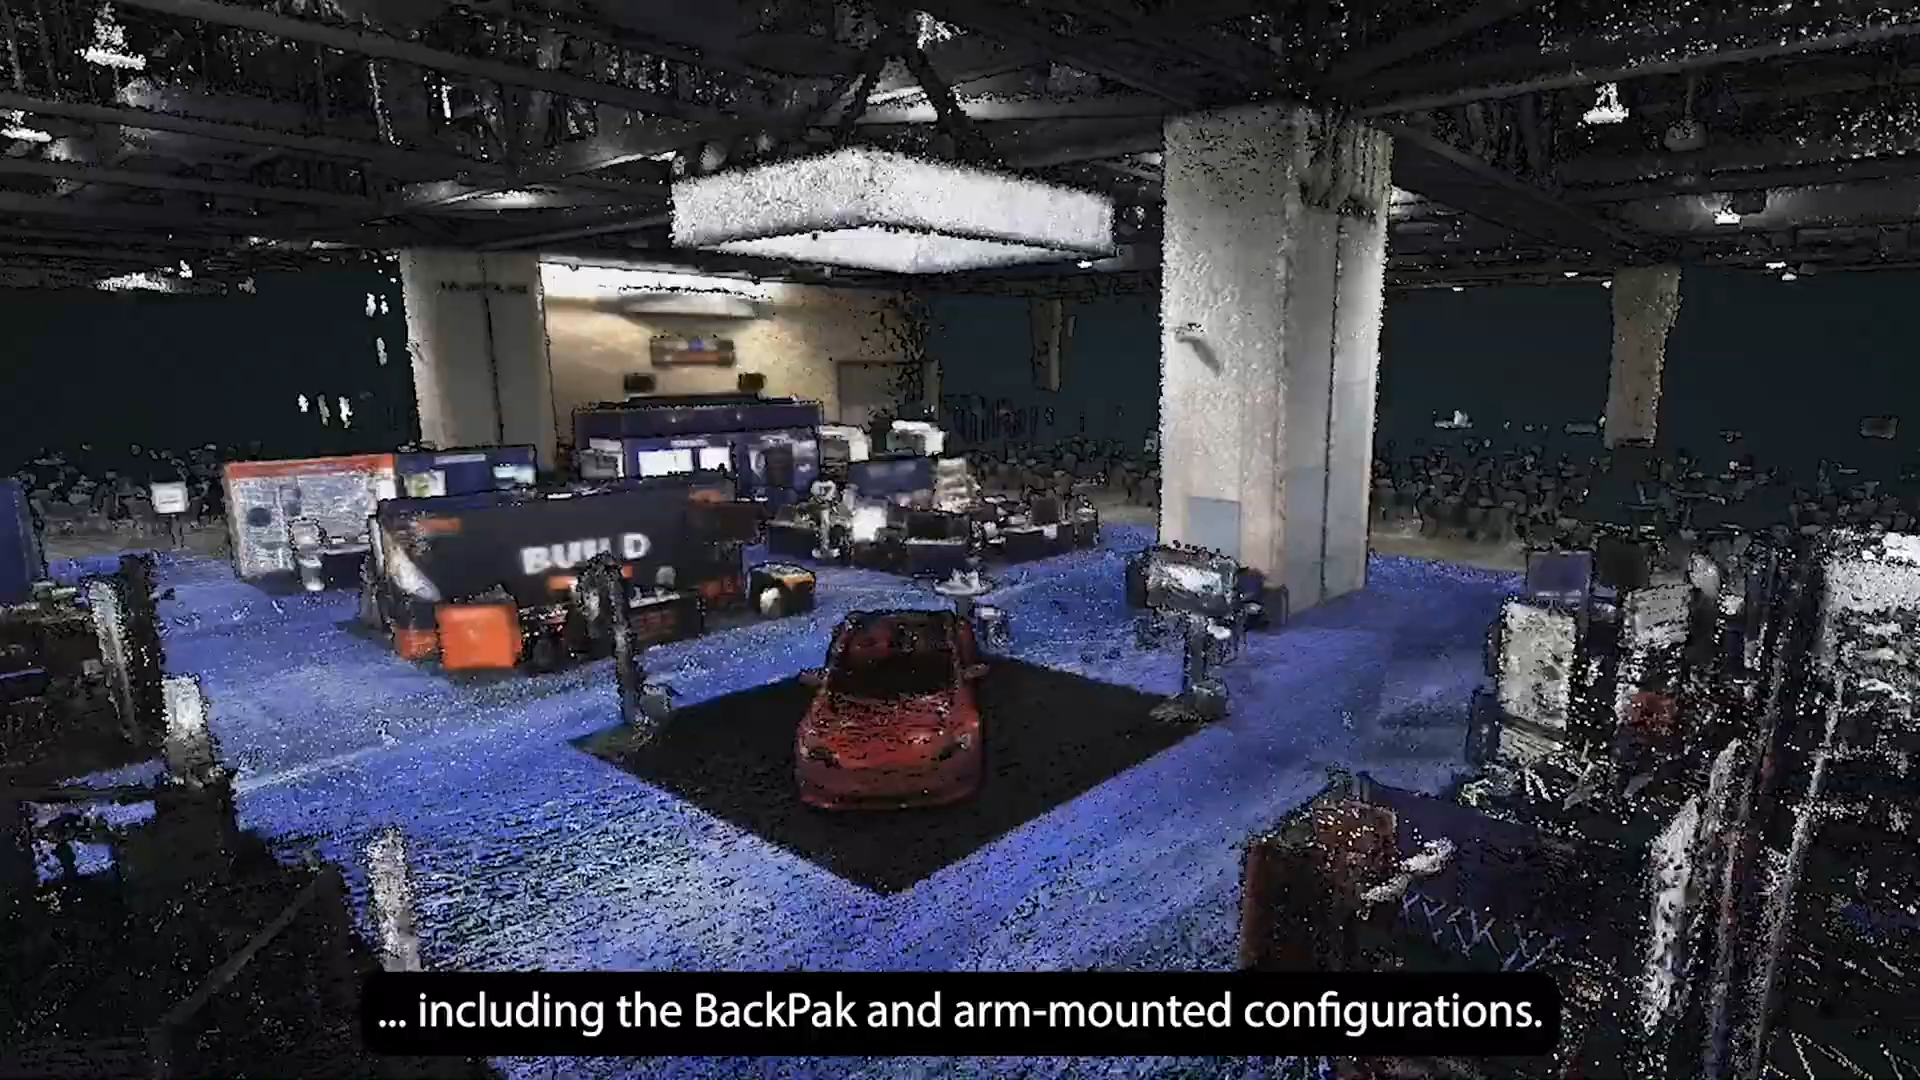 BUILD
... including the BackPak and arm-mounted configurations.